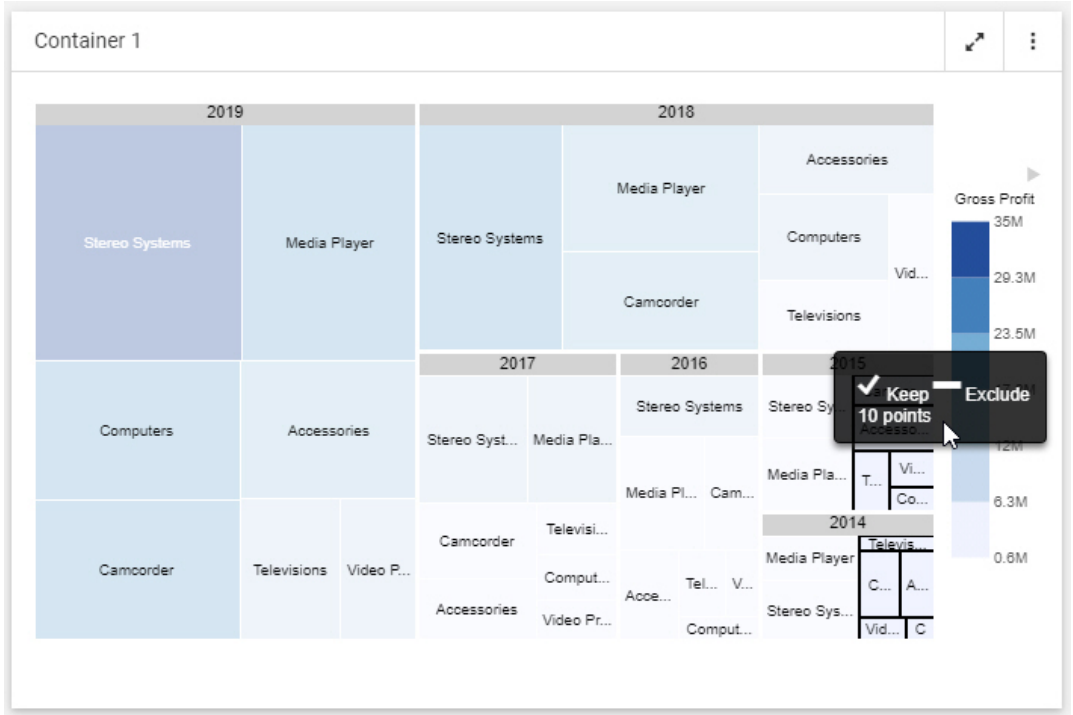 Container 1
2019
2018
Stereo Systems
Media Player
Computers
Accessories
Camcorder
Televisions
Video P...
Stereo Systems
Media Player
Camcorder
Accessories
Computers
Vid...
Televisions
2017
Stereo Syst...
Media Pla...
Camcorder
Accessories
Televisi...
Comput...
Video Pr...
2016
Stereo Systems
Media Pl...
Cam...
Acce...
Tel...
V...
Comput...
2015
Stereo Sy...
Media Pla...
Accesso...
T...
Vi...
Co...
Keep
Exclude
10 points
2014
Media Player
Stereo Sys...
Televis...
C...
A...
Vid...
C
Gross Profit
35M
29.3M
23.5M
12M
6.3M
0.6M